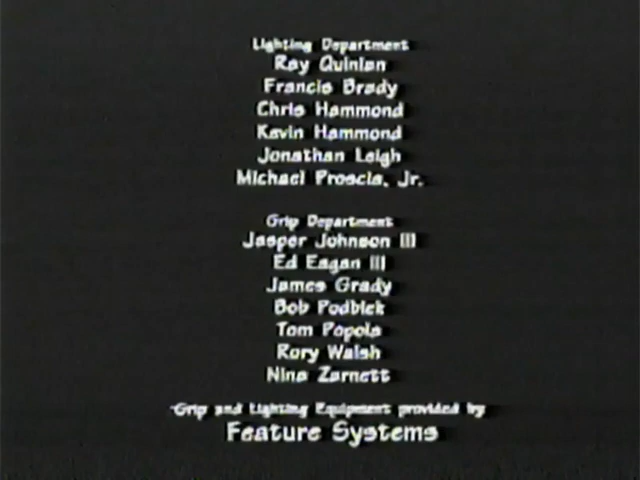 Lighting Department
Ray Quinlan
Francis Brady
Chris Hammond
Kevin Hammond
Jonathan Leigh
Michael Proscia, Jr.
Grip Department
Jasper Johnson III
Ed Eagan III
James Grady
Bob Podbiek
Tom Popola
Rory Walsh
Nina Zarnett
Grip and Lighting Equipment provided by
Feature Systems